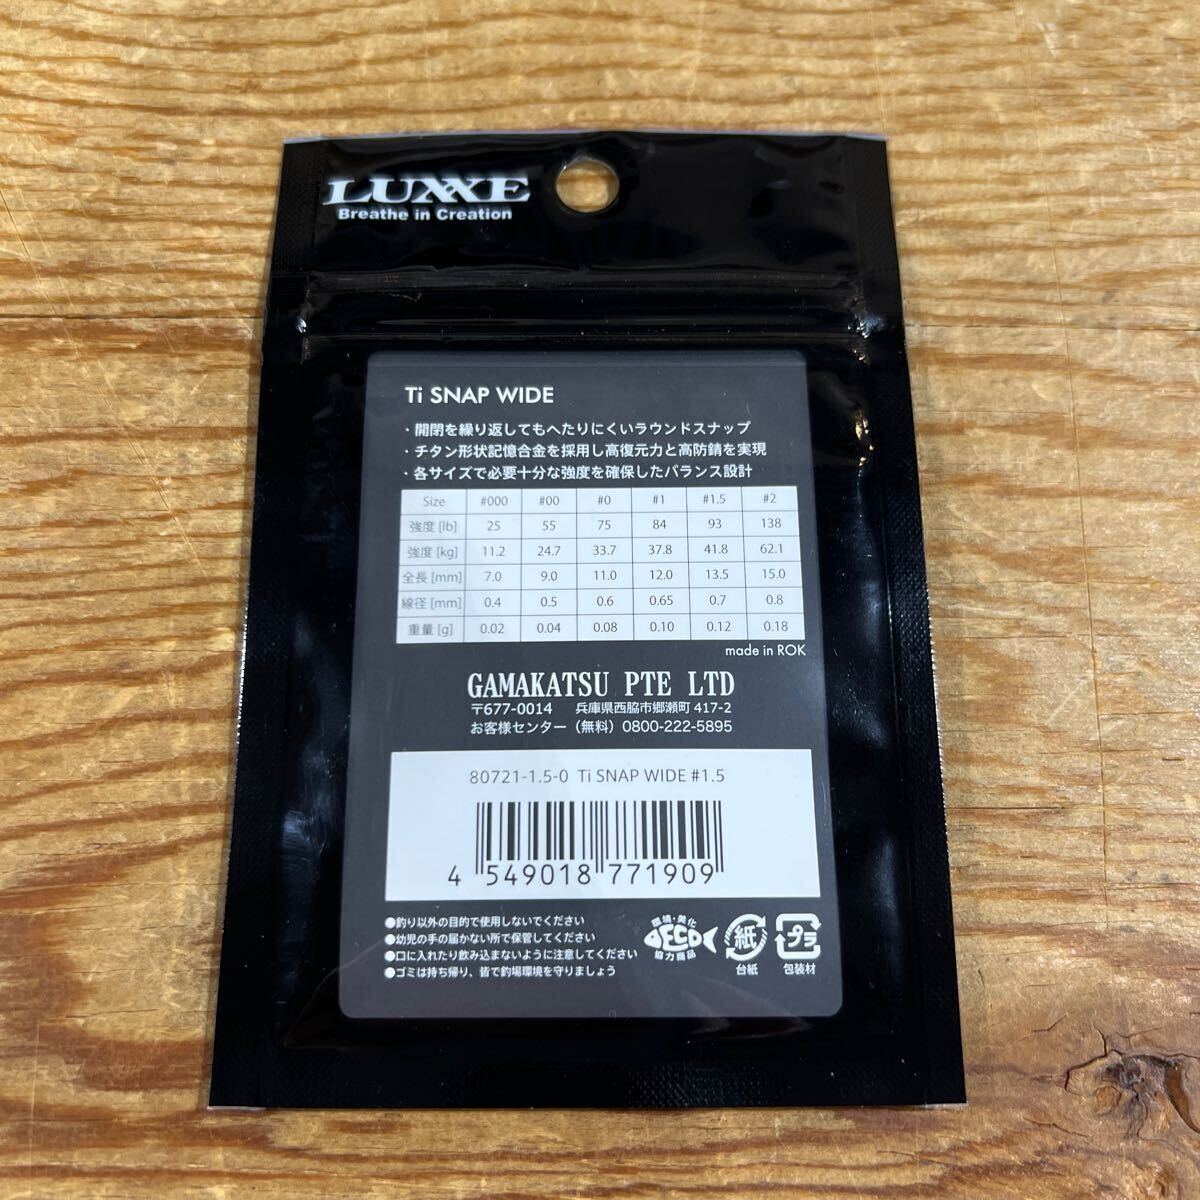 LUXXE
Breathe in Creation
Ti SNAP WIDE
・開閉を繰り返してもへたりにくいラウンドスナップ
・チタン形状記憶合金を採用し高復元力と高防錆を実現
・各サイズで必要十分な強度を確保したバランス設計
Size #000 #00 #0 #1 #1.5 #2
強度 [lb] 25 55 75 84 93 138
強度 [kg] 11.2 24.7 33.7 37.8 41.8 62.1
全長 [mm] 7.0 9.0 11.0 12.0 13.5 15.0
線径 [mm] 0.4 0.5 0.6 0.65 0.7 0.8
重量 [g] 0.02 0.04 0.08 0.10 0.12 0.18
made in ROK
GAMAKATSU PTE LTD
〒677-0014 兵庫県西脇市郷瀬町 417-2
お客様センター（無料）0800-222-5895
80721-1.5-0 Ti SNAP WIDE #1.5
4 549018 771909
●釣り以外の目的で使用しないでください
●幼児の手の届かない所で保管してください
●口に入れたり飲み込まないように注意してください
●ゴミは持ち帰り、皆で釣場環境を守りましょう
環境・美化
ECO
協力商品
紙
台紙
プラ
包装材